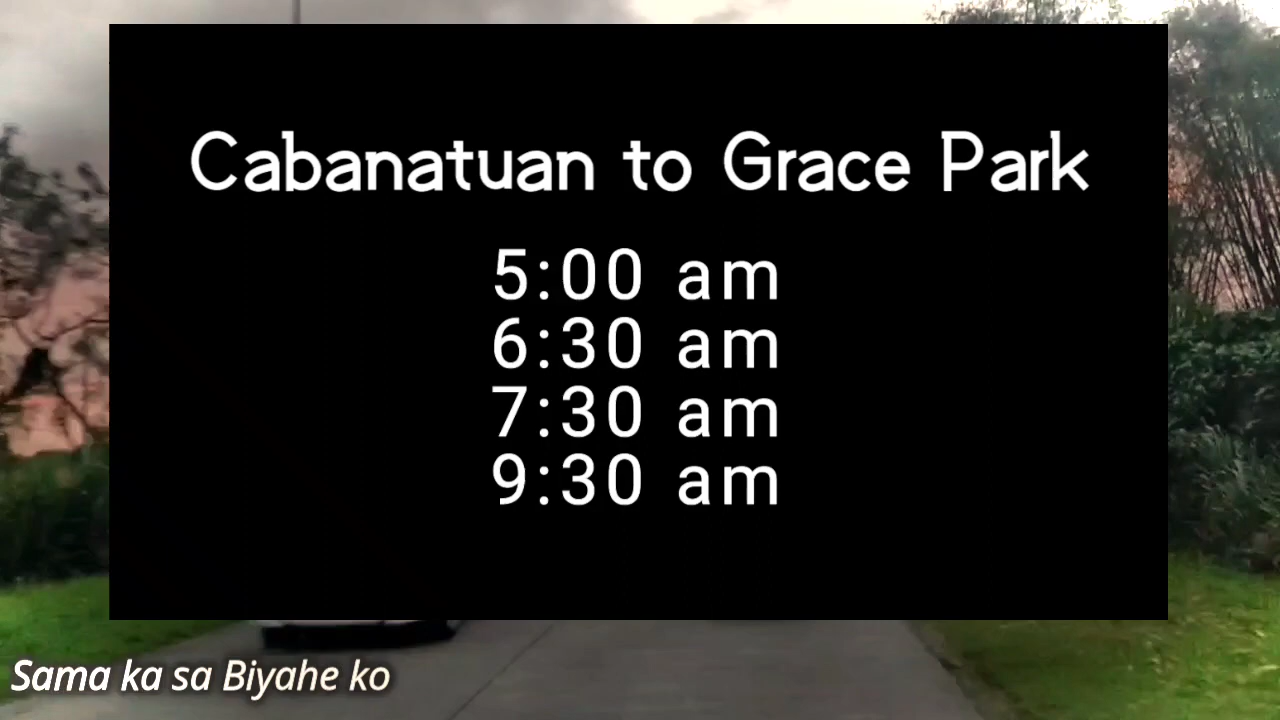 Cabanatuan to Grace Park
5:00 am
6:30 am
7:30 am
9:30 am
Sama ka sa Biyahe ko